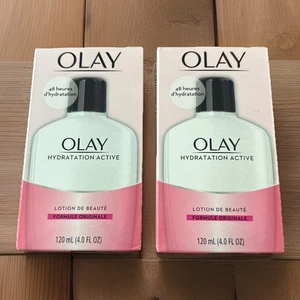 OLAY
48 heures
d'hydratation
OLAY
HYDRATATION ACTIVE
LOTION DE BEAUTÉ
FORMULE ORIGINALE
120 mL (4.0 FL OZ)
OLAY
48 heures
d'hydratation
OLAY
HYDRATATION ACTIVE
LOTION DE BEAUTÉ
FORMULE ORIGINALE
120 mL (4.0 FL OZ)